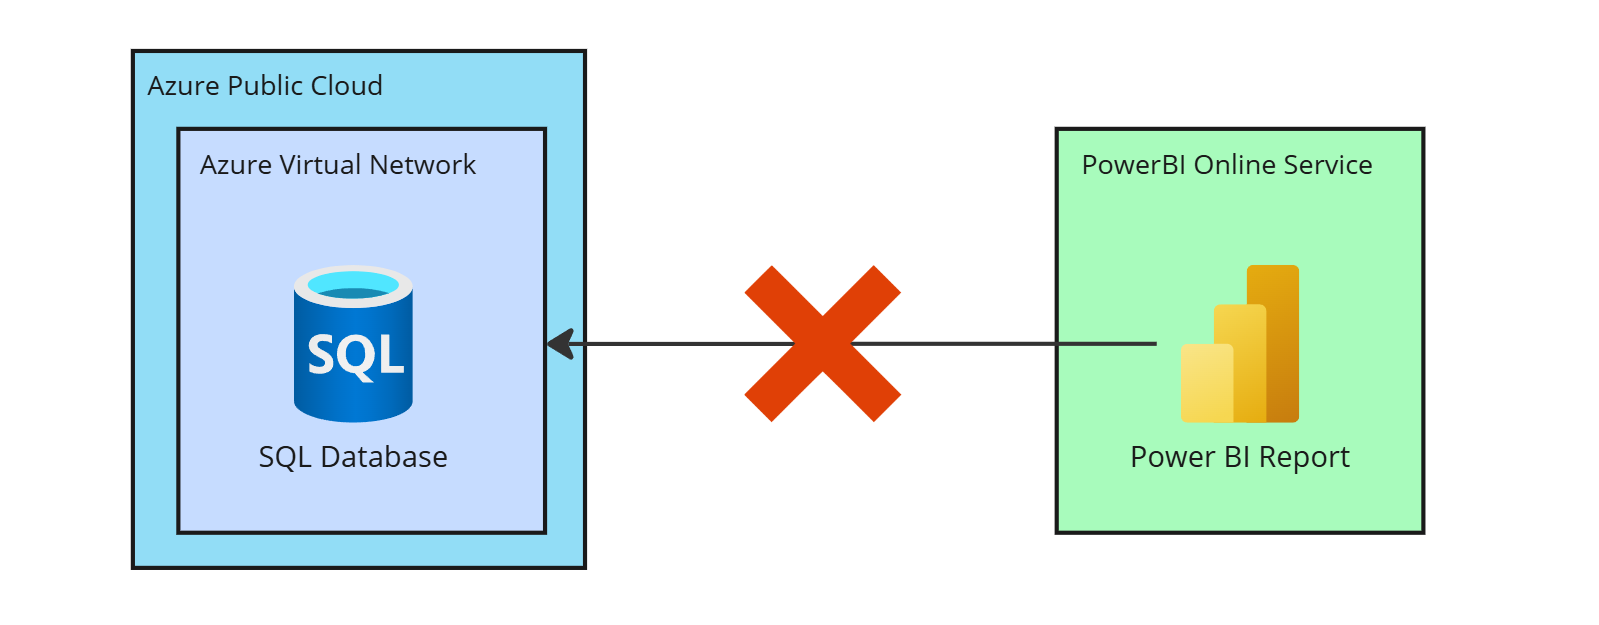 Azure Public Cloud
Azure Virtual Network
SQL
SQL Database
PowerBI Online Service
Power BI Report